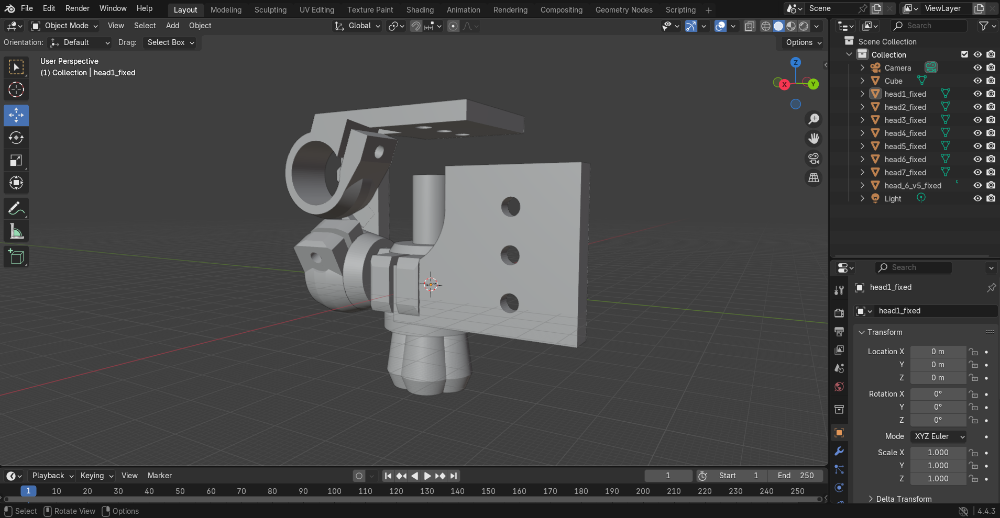 File Edit Render Window Help Layout Modeling Sculpting UV Editing Texture Paint Shading Animation Rendering Compositing Geometry Nodes Scripting + Scene ViewLayer
Object Mode View Select Add Object Global Search
Orientation: Default Drag: Select Box Options
User Perspective
(1) Collection | head1_fixed
Z
X
Y
Scene Collection
Collection
Camera
Cube
head1_fixed
head2_fixed
head3_fixed
head4_fixed
head5_fixed
head6_fixed
head7_fixed
head_6_v5_fixed
Light
Search
head1_fixed
head1_fixed
Transform
Location X 0 m
Y 0 m
Z 0 m
Rotation X 0°
Y 0°
Z 0°
Mode XYZ Euler
Scale X 1.000
Y 1.000
Z 1.000
Delta Transform
Playback Keying View Marker 1 Start 1 End 250
1 10 20 30 40 50 60 70 80 90 100 110 120 130 140 150 160 170 180 190 200 210 220 230 240 250
Select Rotate View Options 4.4.3